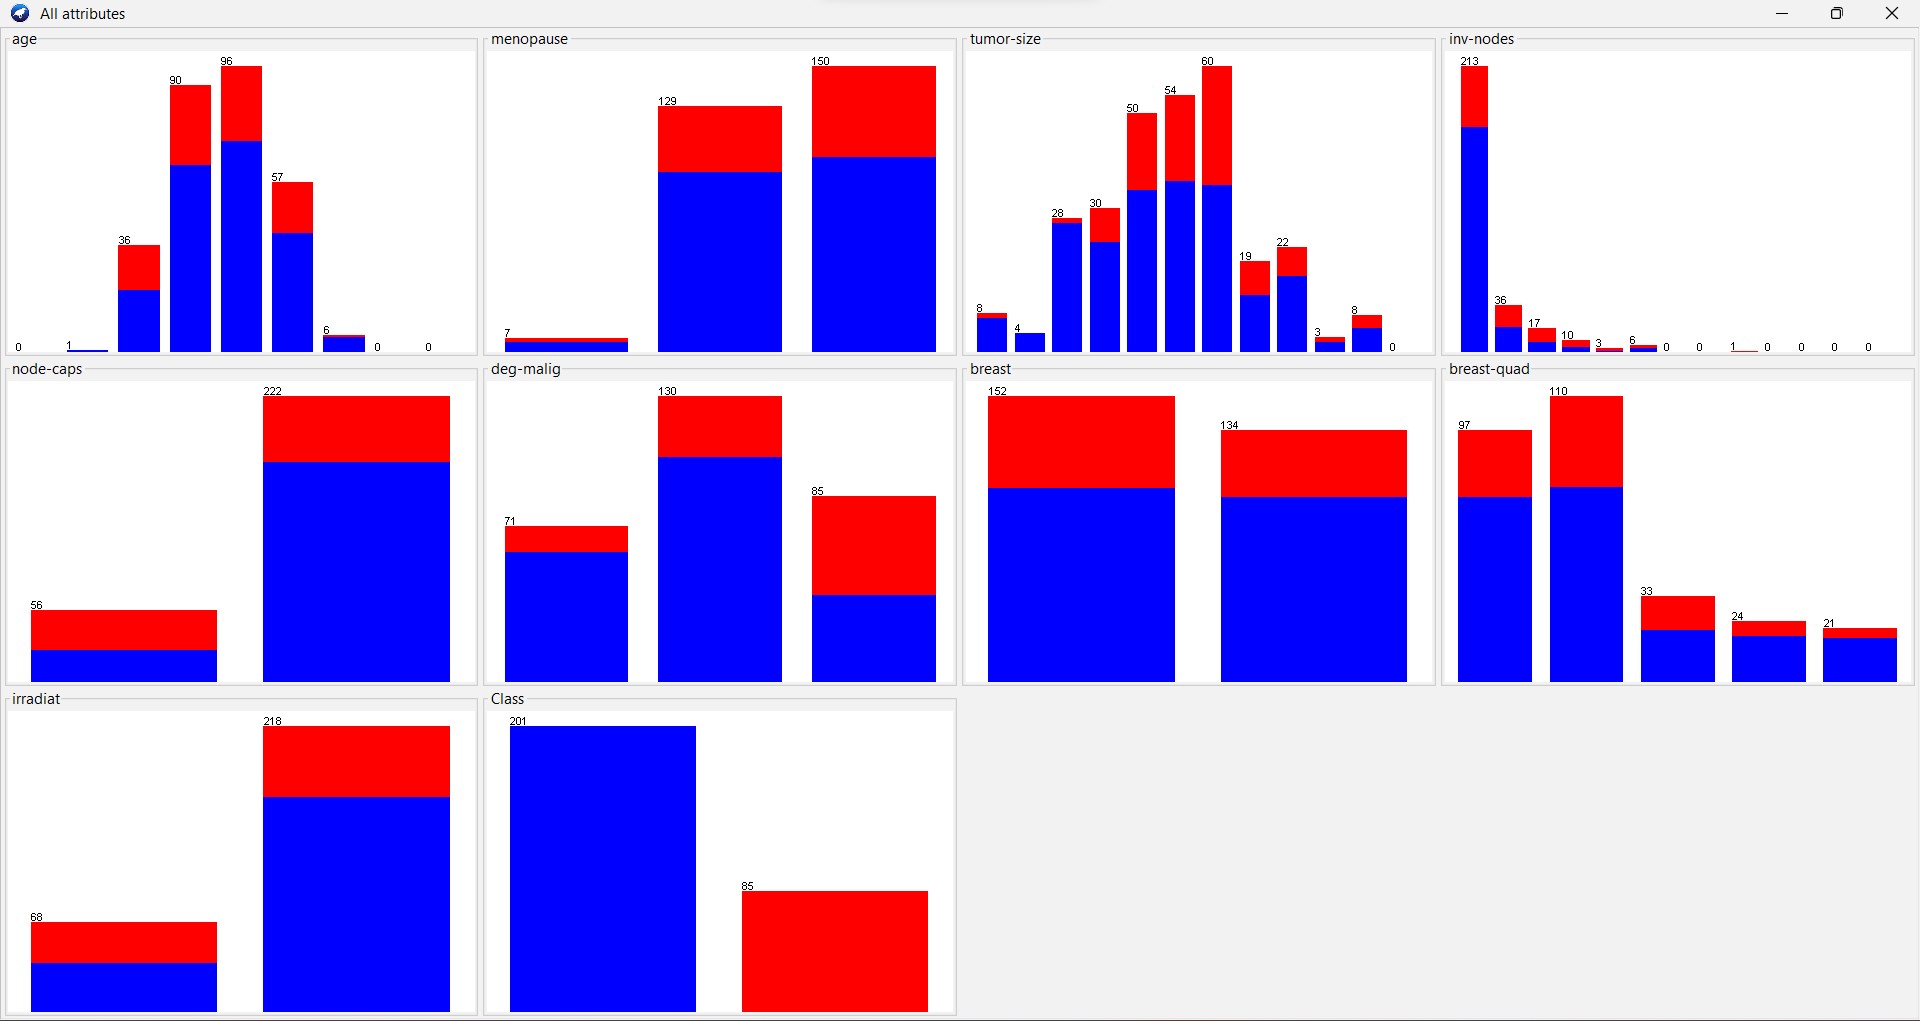 All attributes
age
0 1 36 90 96 57 6 0 0
menopause
7 129 150
tumor-size
8 4 28 30 50 54 60 19 22 3 8 0
inv-nodes
213 36 17 10 3 6 0 0 1 0 0 0 0
node-caps
56 222
deg-malig
71 130 85
breast
152 134
breast-quad
97 110 33 24 21
irradiat
68 218
Class
201 85